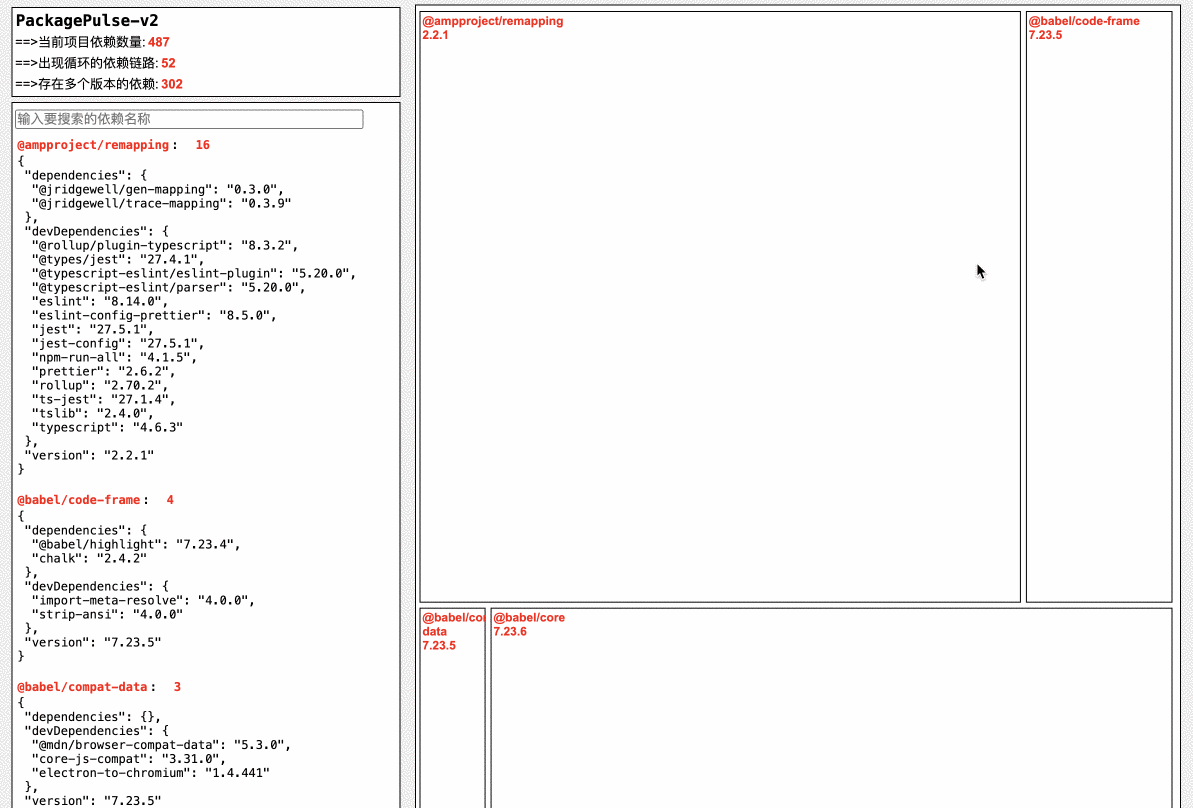 PackagePulse-v2
==>当前项目依赖数量: 487
==>出现循环的依赖链路: 52
==>存在多个版本的依赖: 302
输入要搜索的依赖名称
@ampproject/remapping: 16
{
"dependencies": {
"@jridgewell/gen-mapping": "0.3.0",
"@jridgewell/trace-mapping": "0.3.9"
},
"devDependencies": {
"@rollup/plugin-typescript": "8.3.2",
"@types/jest": "27.4.1",
"@typescript-eslint/eslint-plugin": "5.20.0",
"@typescript-eslint/parser": "5.20.0",
"eslint": "8.14.0",
"eslint-config-prettier": "8.5.0",
"jest": "27.5.1",
"jest-config": "27.5.1",
"npm-run-all": "4.1.5",
"prettier": "2.6.2",
"rollup": "2.70.2",
"ts-jest": "27.1.4",
"tslib": "2.4.0",
"typescript": "4.6.3"
},
"version": "2.2.1"
}
@babel/code-frame: 4
{
"dependencies": {
"@babel/highlight": "7.23.4",
"chalk": "2.4.2"
},
"devDependencies": {
"import-meta-resolve": "4.0.0",
"strip-ansi": "4.0.0"
},
"version": "7.23.5"
}
@babel/compat-data: 3
{
"dependencies": {},
"devDependencies": {
"@mdn/browser-compat-data": "5.3.0",
"core-js-compat": "3.31.0",
"electron-to-chromium": "1.4.441"
},
"version": "7.23.5"
@ampproject/remapping
2.2.1
@babel/code-frame
7.23.5
@babel/co
data
7.23.5
@babel/core
7.23.6